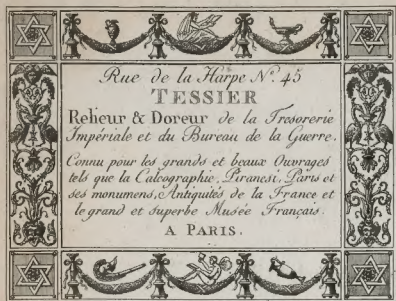 Rue de la Harpe N.º 45
TESSIER
Relieur & Doreur de la Tresorerie
Impériale et du Bureau de la Guerre.
Connu pour les grands et beaux Ouvrages
tels que la Calcographie, Piranesi, Paris et
ses monumens, Antiquités de la France et
le grand et superbe Musée Français.
A PARIS.